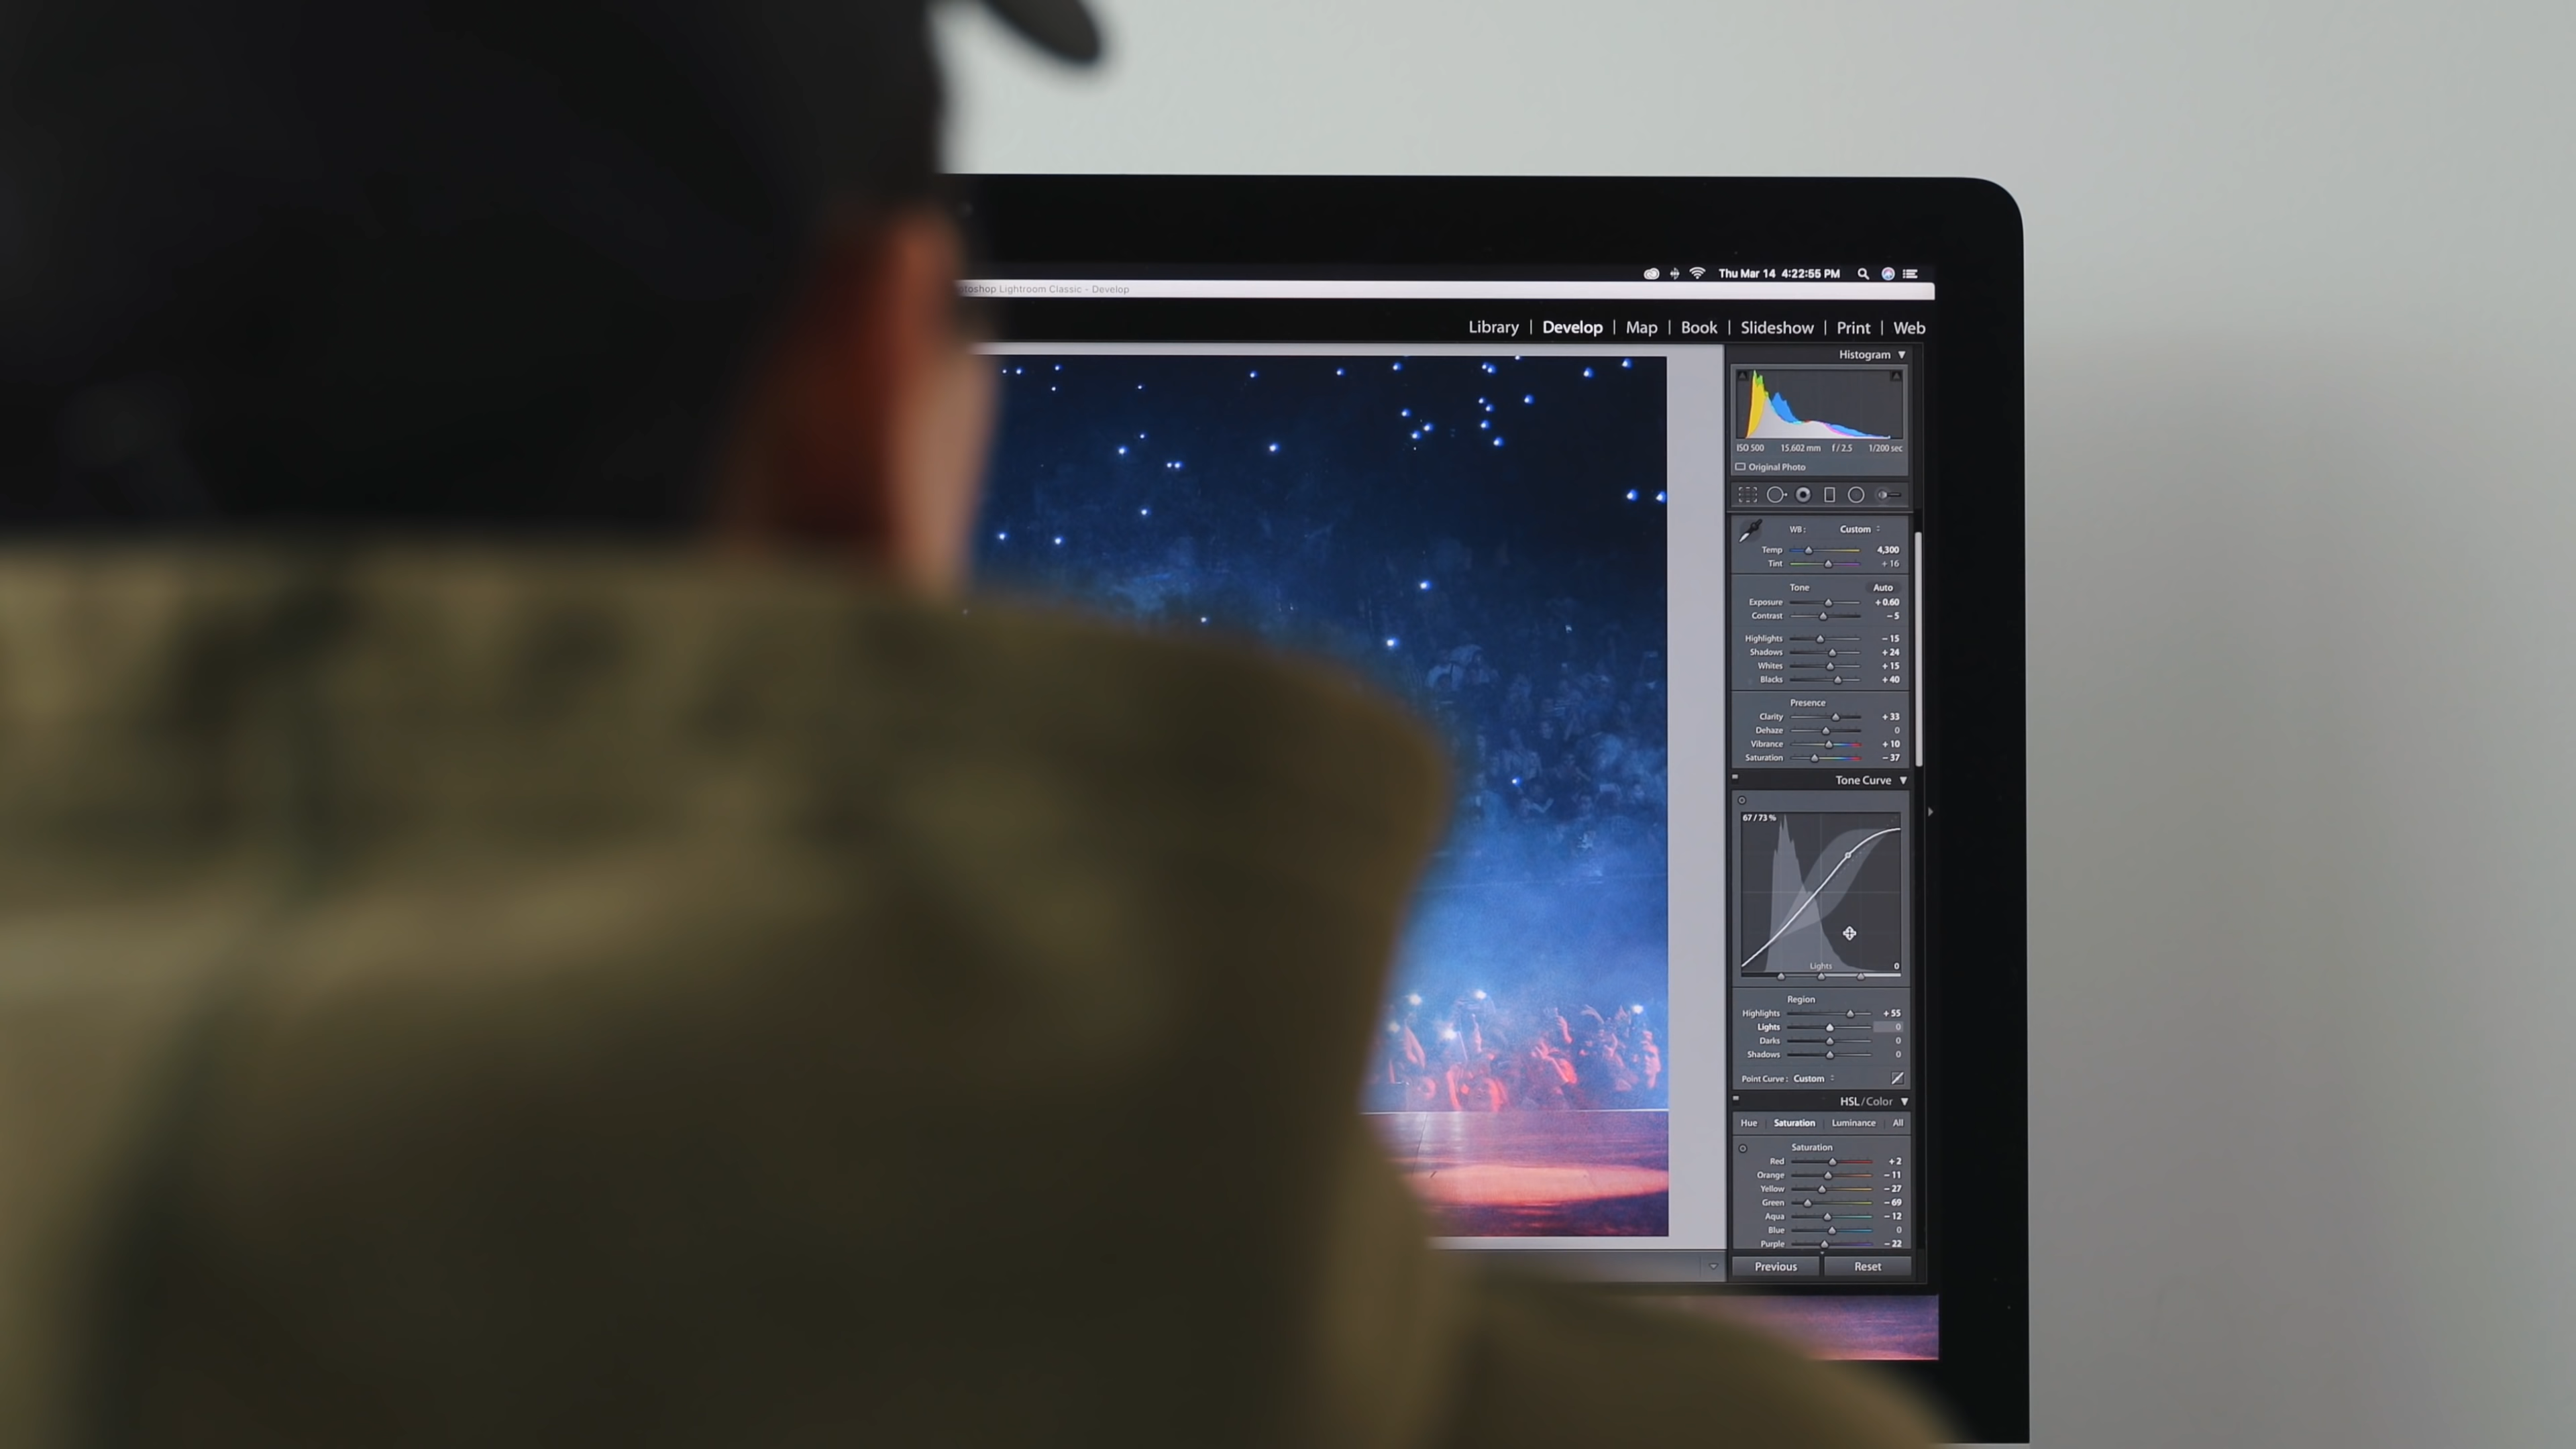 Thu Mar 14 4:22:55 PM
toshop Lightroom Classic - Develop
Library | Develop | Map | Book | Slideshow | Print | Web
Histogram
ISO 500 15.602 mm f / 2.5 1/200 sec
Original Photo
WB : Custom
Temp 4,300
Tint + 16
Tone Auto
Exposure + 0.60
Contrast – 5
Highlights – 15
Shadows + 24
Whites + 15
Blacks + 40
Presence
Clarity + 33
Dehaze 0
Vibrance + 10
Saturation – 37
Tone Curve
67 / 73 %
Lights 0
Region
Highlights + 55
Lights 0
Darks 0
Shadows 0
Point Curve : Custom
HSL / Color
Hue Saturation Luminance All
Saturation
Red + 2
Orange – 11
Yellow – 27
Green – 69
Aqua – 12
Blue 0
Purple – 22
Previous Reset